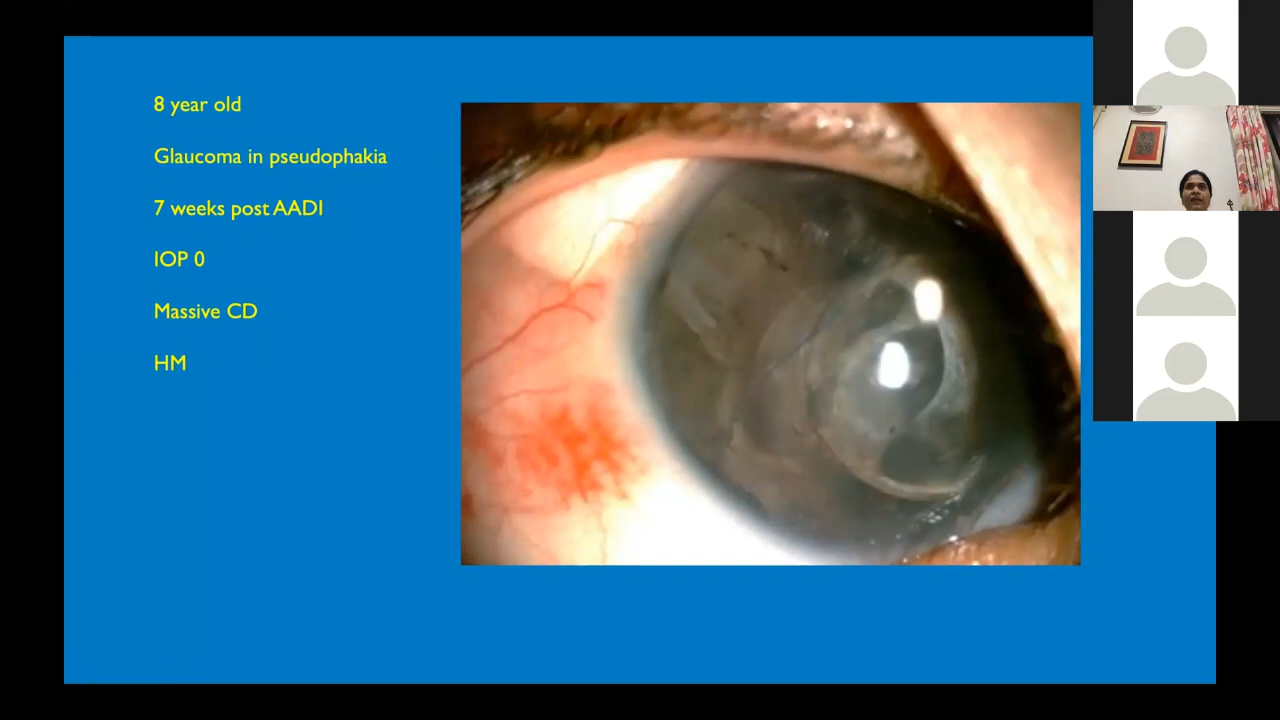 8 year old
Glaucoma in pseudophakia
7 weeks post AADI
IOP 0
Massive CD
HM